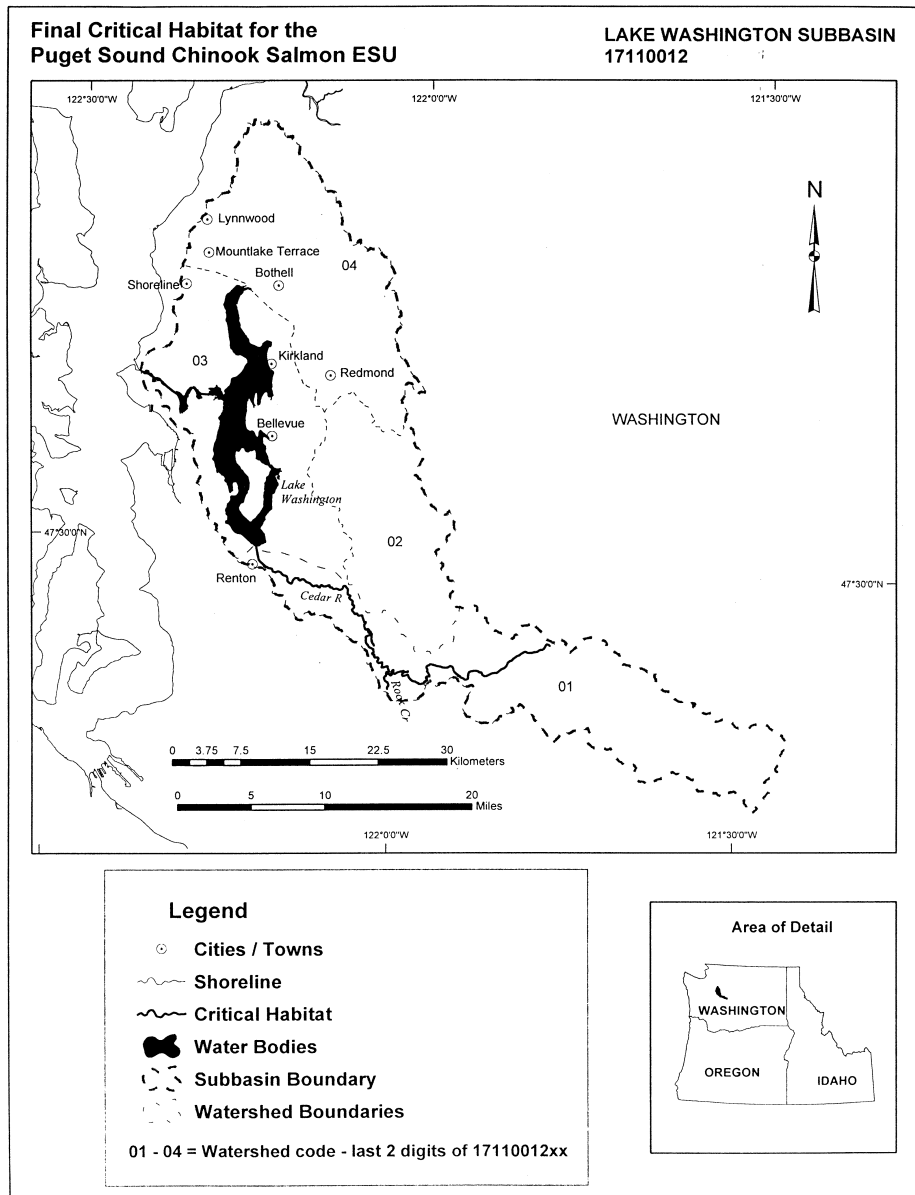 Final Critical Habitat for the
Puget Sound Chinook Salmon ESU
LAKE WASHINGTON SUBBASIN
17110012
122°30'0"W
122°0'0"W
121°30'0"W
N
Lynnwood
Mountlake Terrace
04
Bothell
Shoreline
03
Kirkland
Redmond
WASHINGTON
Bellevue
Lake
Washington
47°30'0"N
02
Renton
47°30'0"N
Cedar R
01
Rock Cr
0 3.75 7.5 15 22.5 30
Kilometers
0 5 10 20
Miles
122°0'0"W
121°30'0"W
Legend
Cities / Towns
Shoreline
Critical Habitat
Water Bodies
Subbasin Boundary
Watershed Boundaries
01 - 04 = Watershed code - last 2 digits of 17110012xx
Area of Detail
WASHINGTON
OREGON
IDAHO